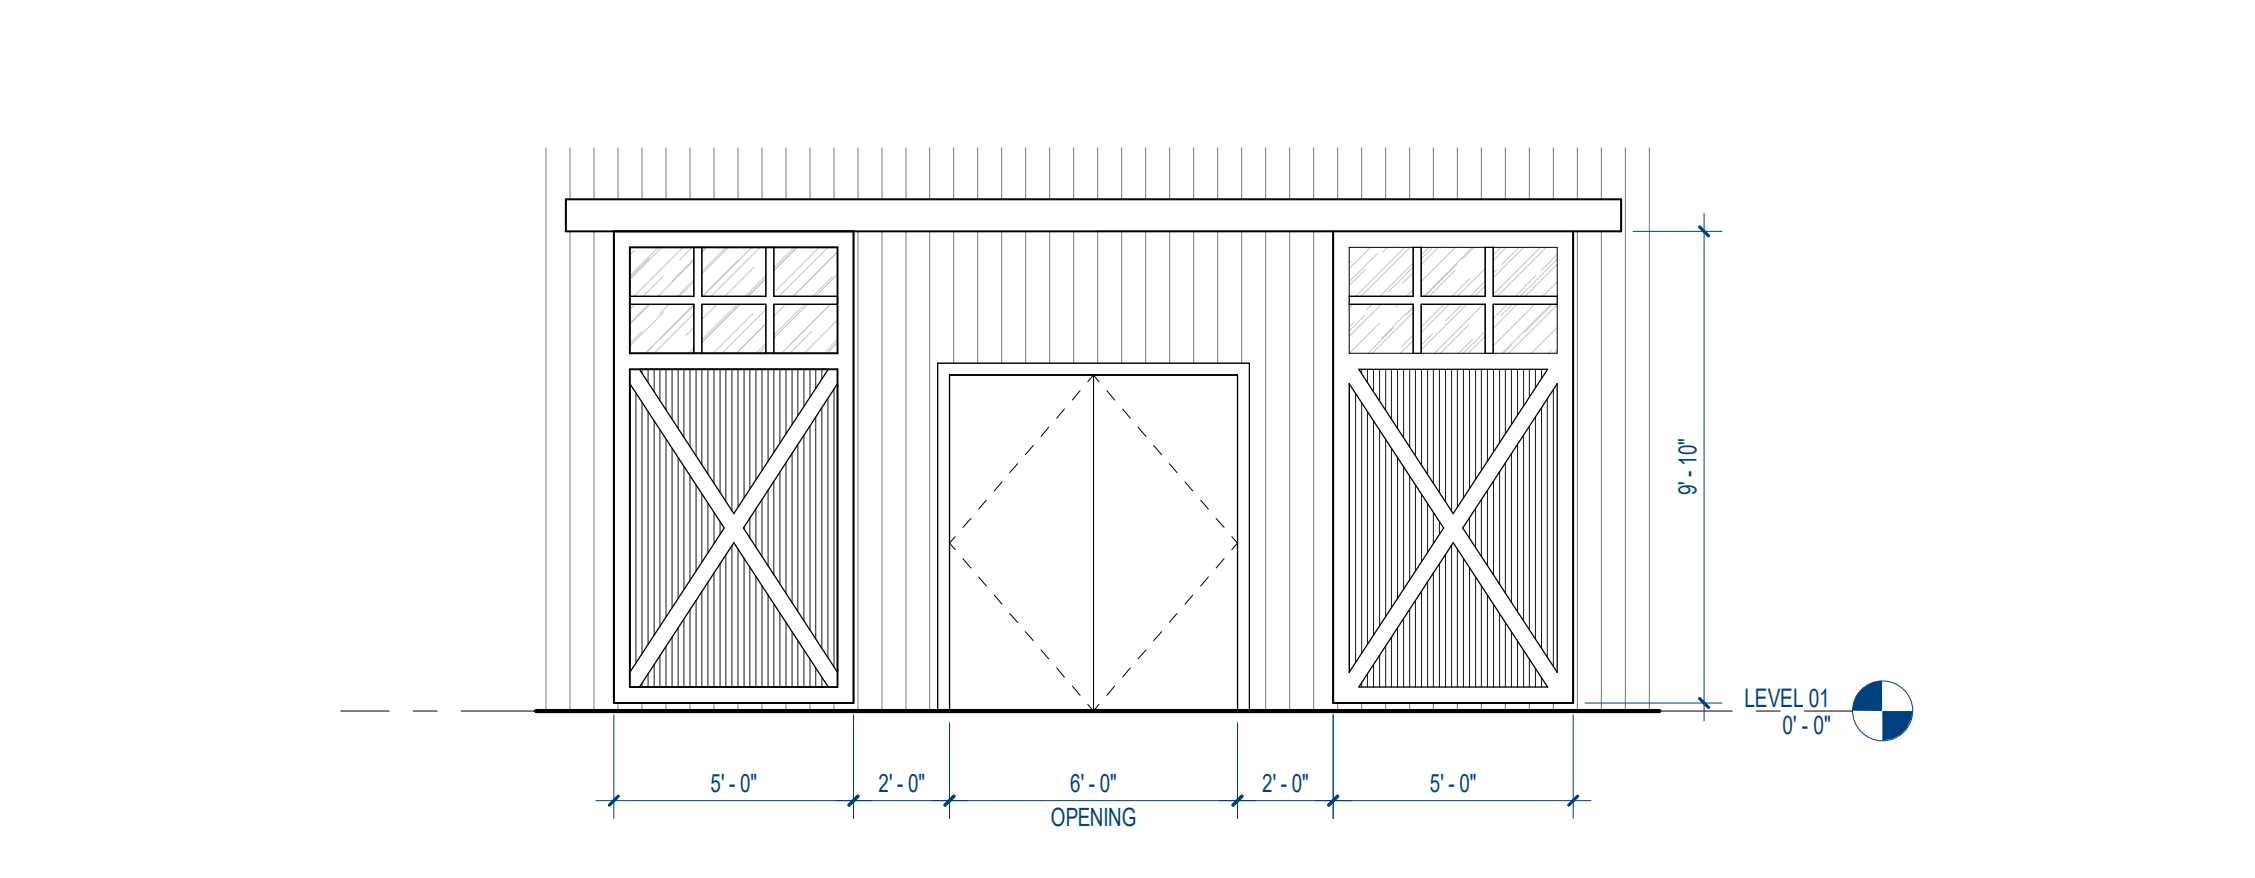 9' - 10"
LEVEL 01
0' - 0"
5' - 0"
2' - 0"
6' - 0"
2' - 0"
5' - 0"
OPENING